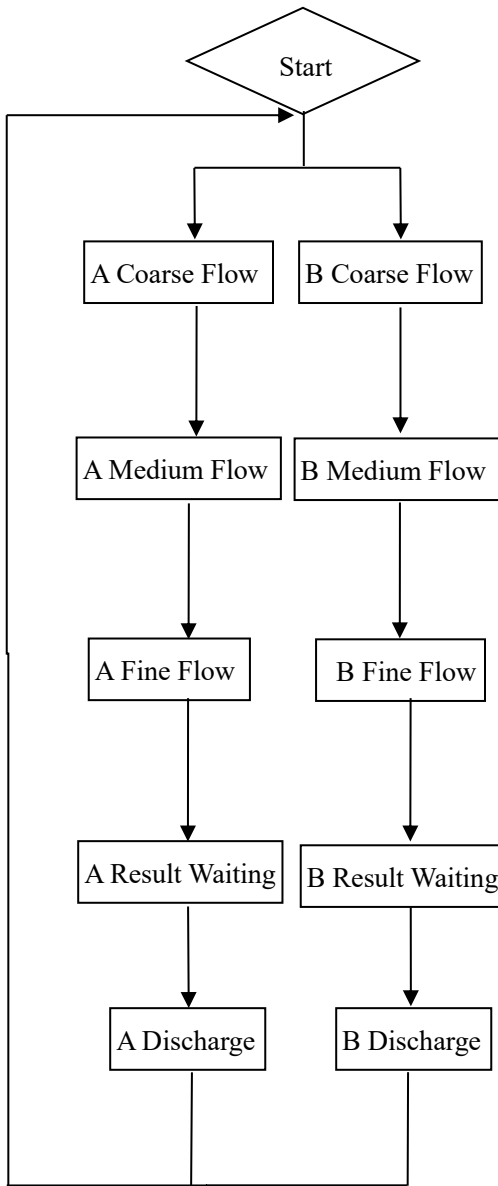 Start
A Coarse Flow
B Coarse Flow
A Medium Flow
B Medium Flow
A Fine Flow
B Fine Flow
A Result Waiting
B Result Waiting
A Discharge
B Discharge